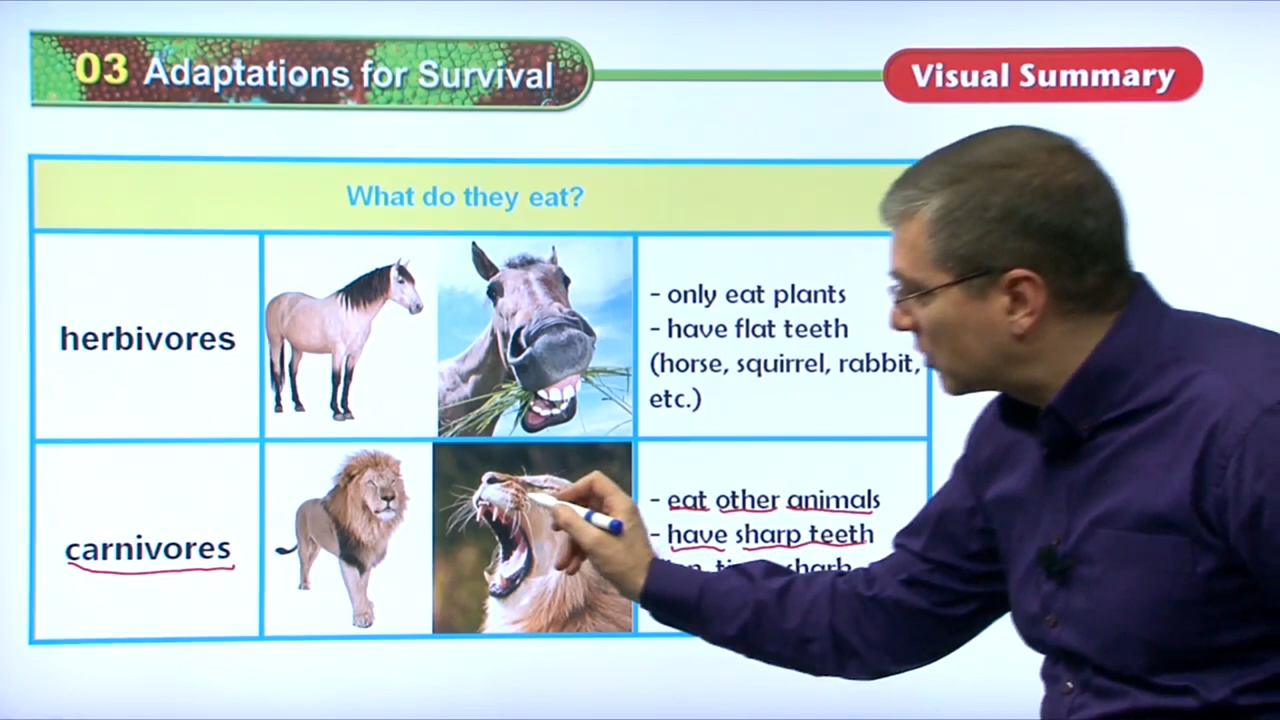 03 Adaptations for Survival
Visual Summary
What do they eat?
herbivores
- only eat plants
- have flat teeth
(horse, squirrel, rabbit,
etc.)
carnivores
- eat other animals
- have sharp teeth